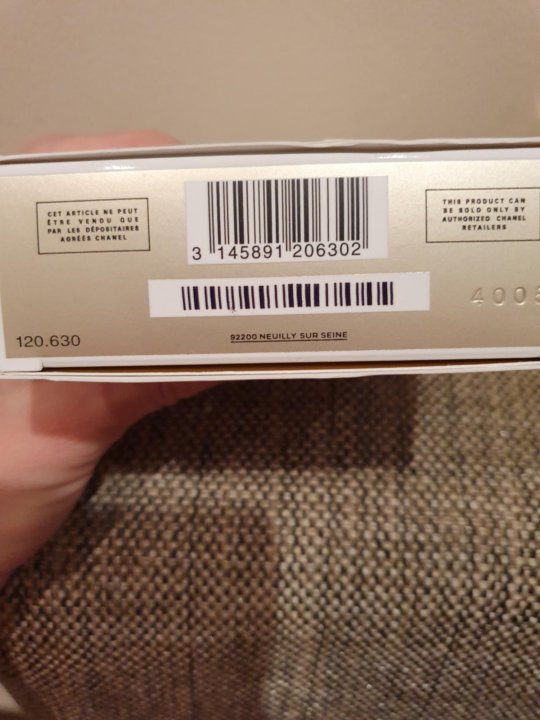 CET ARTICLE NE PEUT
ÊTRE VENDU QUE
PAR LES DÉPOSITAIRES
AGRÉÉS CHANEL
3 145891 206302
THIS PRODUCT CAN
BE SOLD ONLY BY
AUTHORIZED CHANEL
RETAILERS
4005
120.630
92200 NEUILLY SUR SEINE